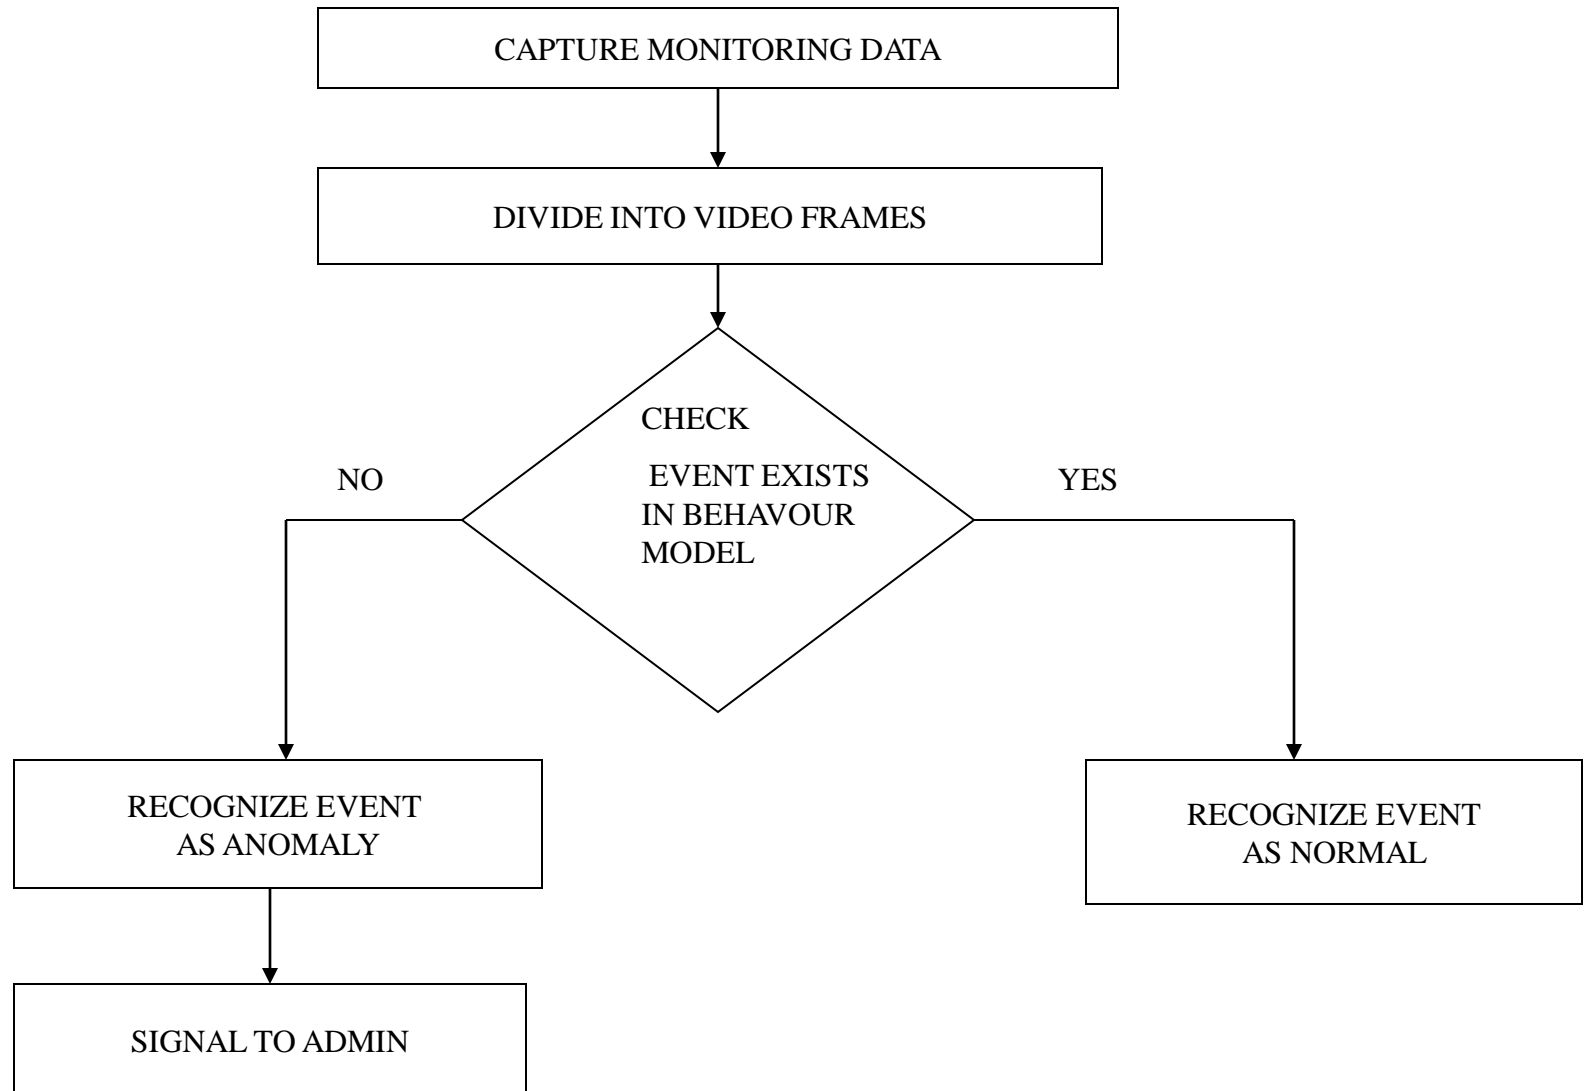 CAPTURE MONITORING DATA
DIVIDE INTO VIDEO FRAMES
CHECK
EVENT EXISTS
IN BEHAVOUR
MODEL
NO
YES
RECOGNIZE EVENT
AS ANOMALY
RECOGNIZE EVENT
AS NORMAL
SIGNAL TO ADMIN